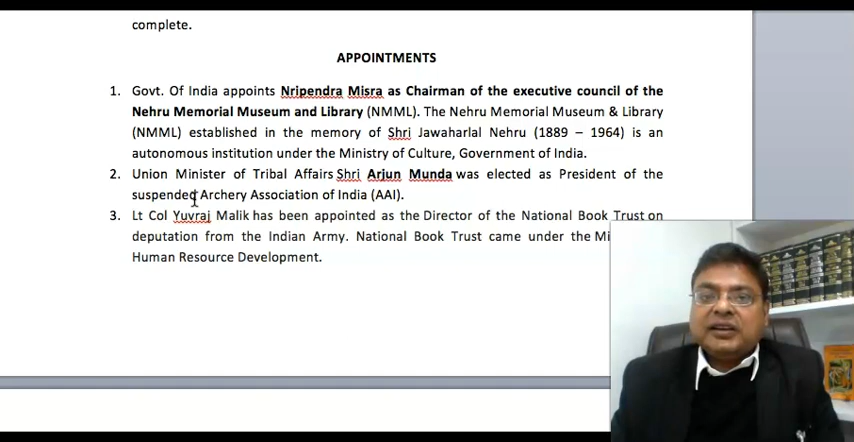 complete.
APPOINTMENTS
1. Govt. Of India appoints Nripendra Misra as Chairman of the executive council of the
Nehru Memorial Museum and Library (NMML). The Nehru Memorial Museum & Library
(NMML) established in the memory of Shri Jawaharlal Nehru (1889 – 1964) is an
autonomous institution under the Ministry of Culture, Government of India.
2. Union Minister of Tribal Affairs Shri Arjun Munda was elected as President of the
suspended Archery Association of India (AAI).
3. Lt Col Yuvraj Malik has been appointed as the Director of the National Book Trust on
deputation from the Indian Army. National Book Trust came under the Mi
Human Resource Development.